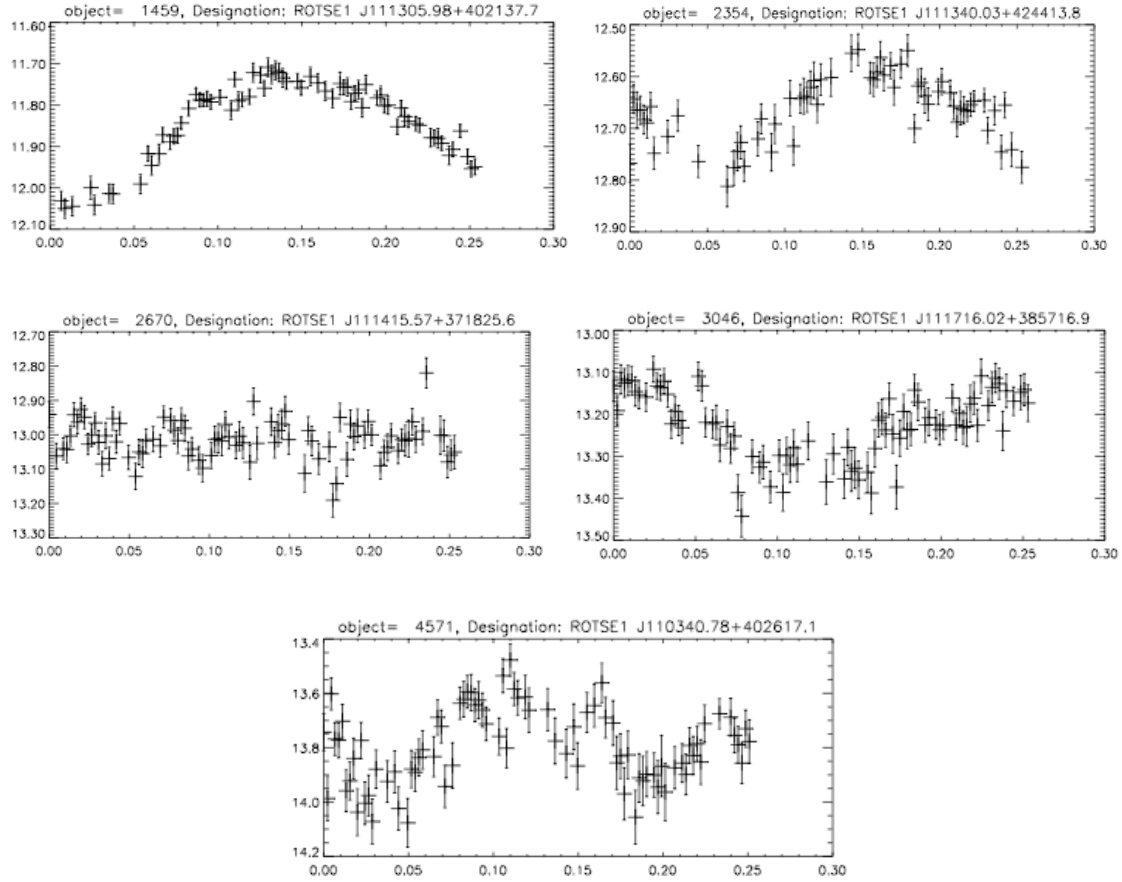 object= 1459, Designation: ROTSE1 J111305.98+402137.7
11.60
11.70
11.80
11.90
12.00
12.10
0.00 0.05 0.10 0.15 0.20 0.25 0.30
object= 2354, Designation: ROTSE1 J111340.03+424413.8
12.50
12.60
12.70
12.80
12.90
0.00 0.05 0.10 0.15 0.20 0.25 0.30
object= 2670, Designation: ROTSE1 J111415.57+371825.6
12.70
12.80
12.90
13.00
13.10
13.20
13.30
0.00 0.05 0.10 0.15 0.20 0.25 0.30
object= 3046, Designation: ROTSE1 J111716.02+385716.9
13.00
13.10
13.20
13.30
13.40
13.50
0.00 0.05 0.10 0.15 0.20 0.25 0.30
object= 4571, Designation: ROTSE1 J110340.78+402617.1
13.4
13.6
13.8
14.0
14.2
0.00 0.05 0.10 0.15 0.20 0.25 0.30